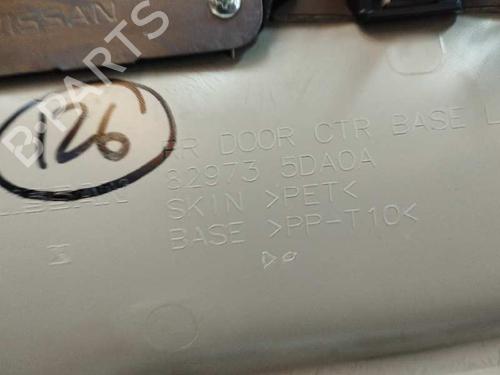 NISSAN
B-PARTS
126
RR DOOR CTR BASE L
82973 5DA0A
SKIN >PET<
BASE >PP-T10<